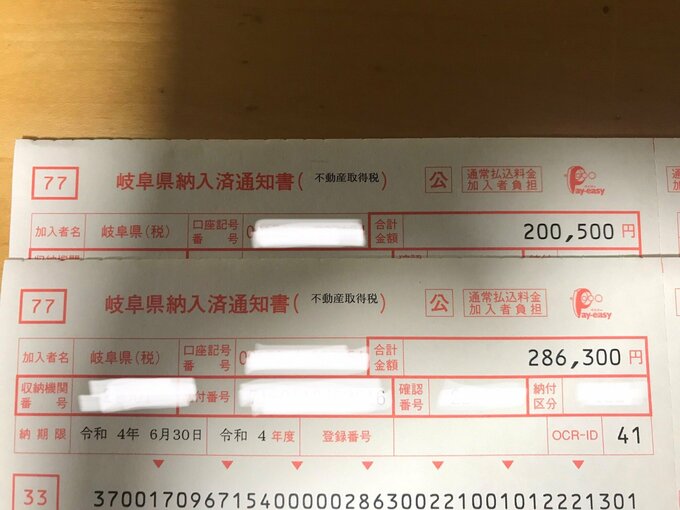 77 岐阜県納入済通知書( 不動産取得税 ) 公 通常払込料金加入者負担 Pay-easy
加入者名 岐阜県(税) 口座記号番号 0 合計金額 200,500円
77 岐阜県納入済通知書( 不動産取得税 ) 公 通常払込料金加入者負担 Pay-easy
加入者名 岐阜県(税) 口座記号番号 0 合計金額 286,300円
収納機関番号 付番号 6 確認番号 納付区分
納期限 令和 4年 6月30日 令和 4年度 登録番号 OCR-ID 41
33 370017096715400000286300221001012221301